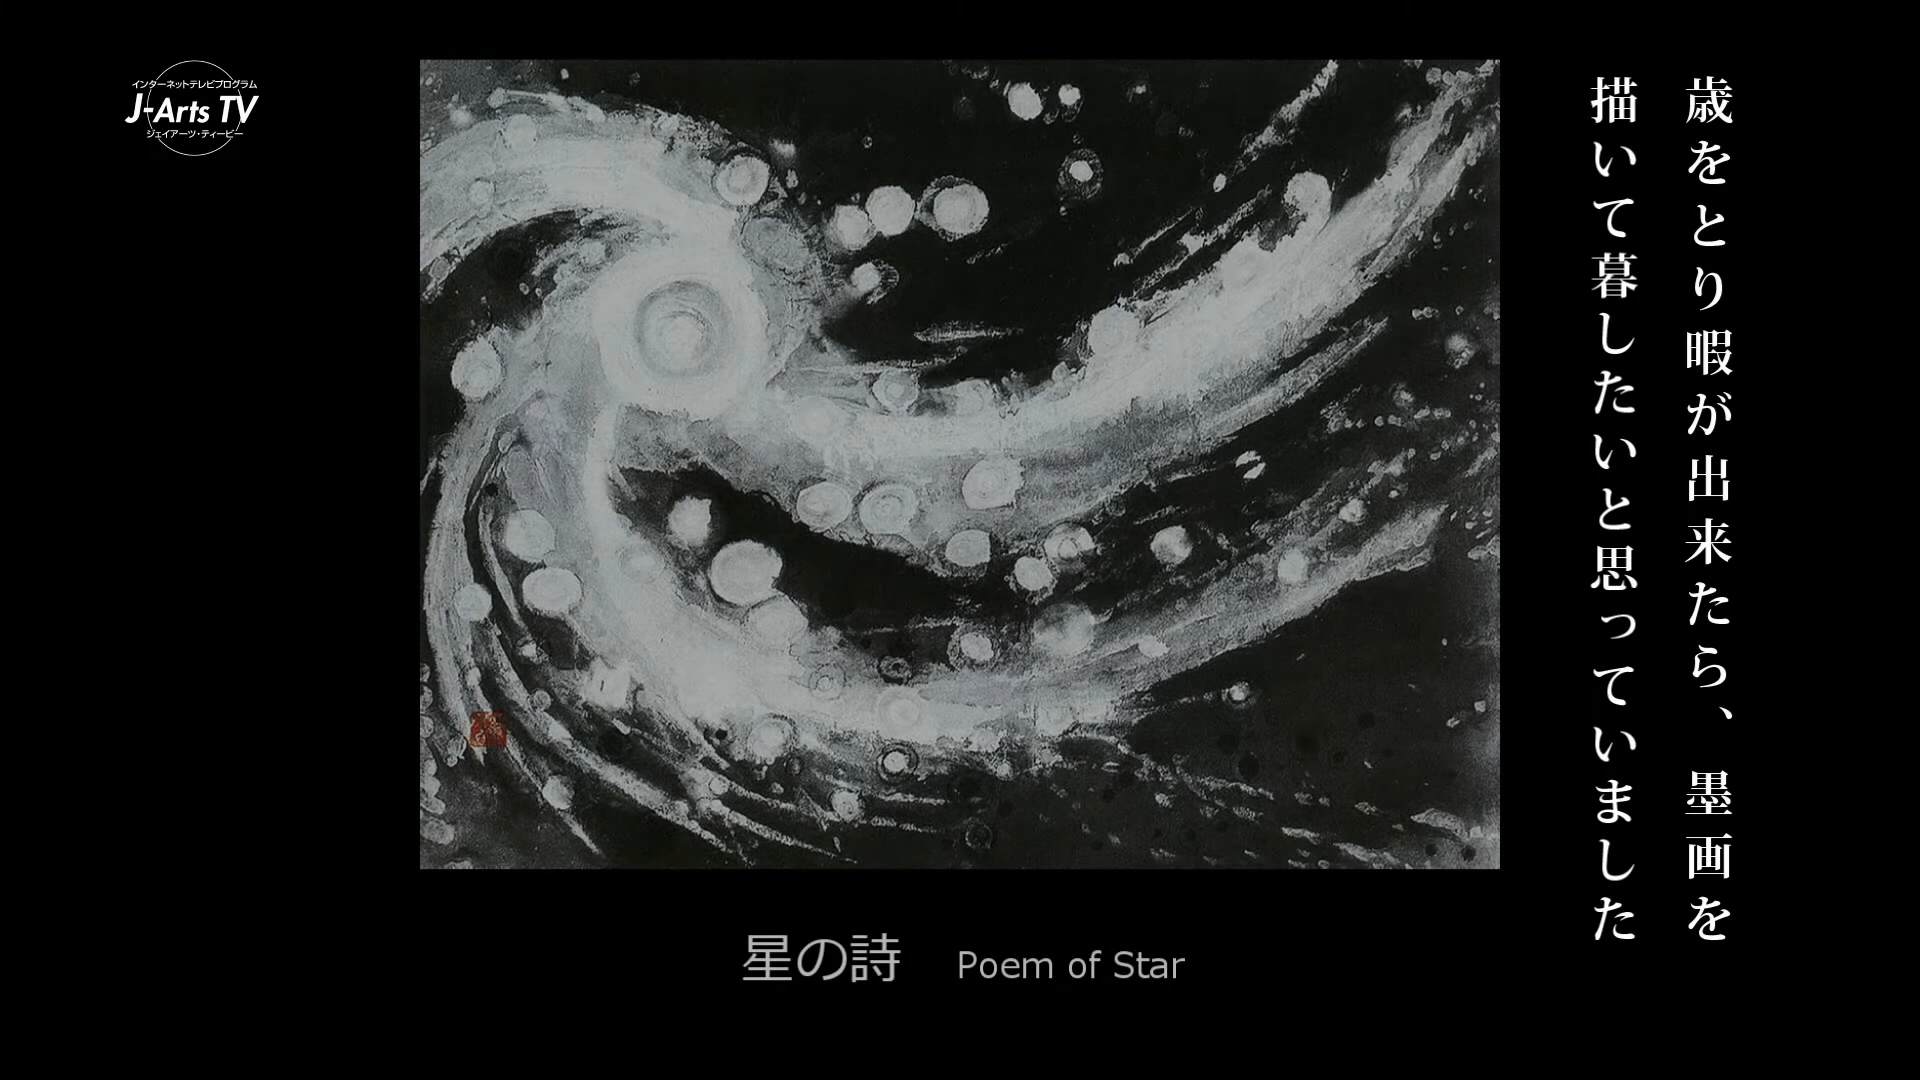 インターネットテレビプログラム
J-Arts TV
ジェイアーツ・ティービー
歳をとり暇が出来たら、墨画を
描いて暮したいと思っていました
星の詩 Poem of Star